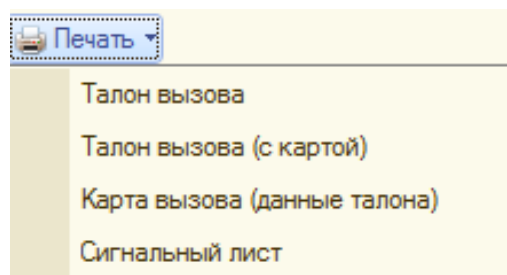 Печать
Талон вызова
Талон вызова (с картой)
Карта вызова (данные талона)
Сигнальный лист